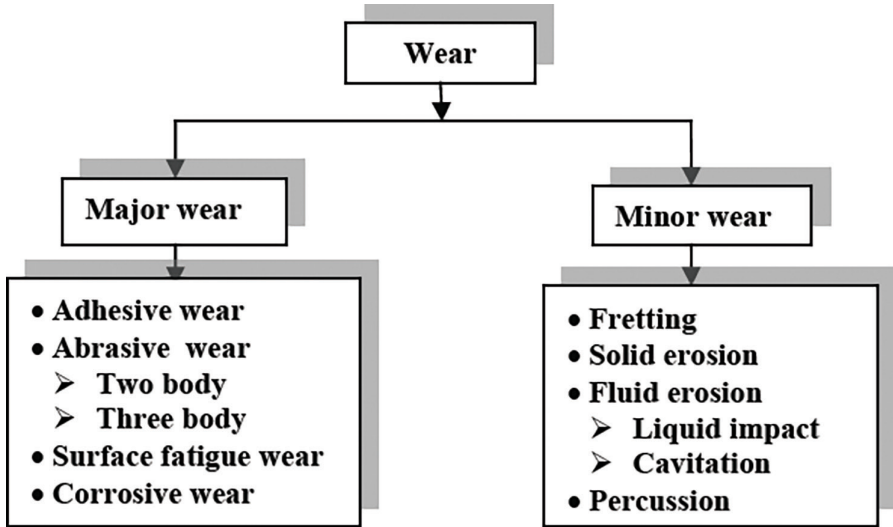 Wear
Major wear
Minor wear
• Adhesive wear
• Abrasive wear
➢ Two body
➢ Three body
• Surface fatigue wear
• Corrosive wear
• Fretting
• Solid erosion
• Fluid erosion
➢ Liquid impact
➢ Cavitation
• Percussion